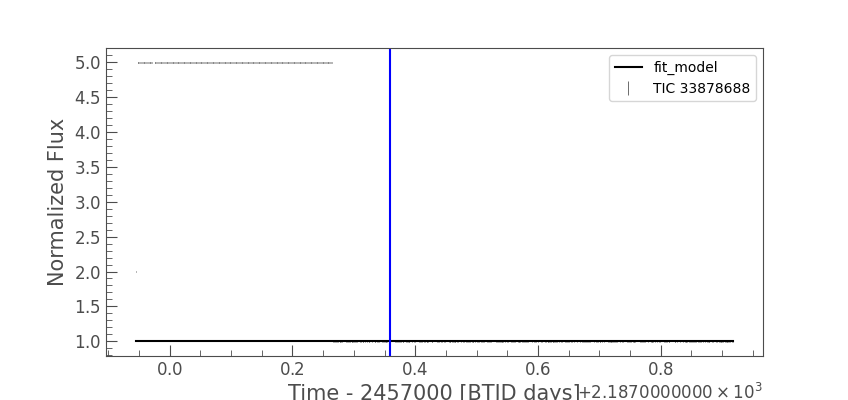 5.0
4.5
4.0
3.5
3.0
2.5
2.0
1.5
1.0
Normalized Flux
fit_model
TIC 33878688
0.0 0.2 0.4 0.6 0.8
Time - 2457000 [BTJD days]
+2.1870000000 × 10³